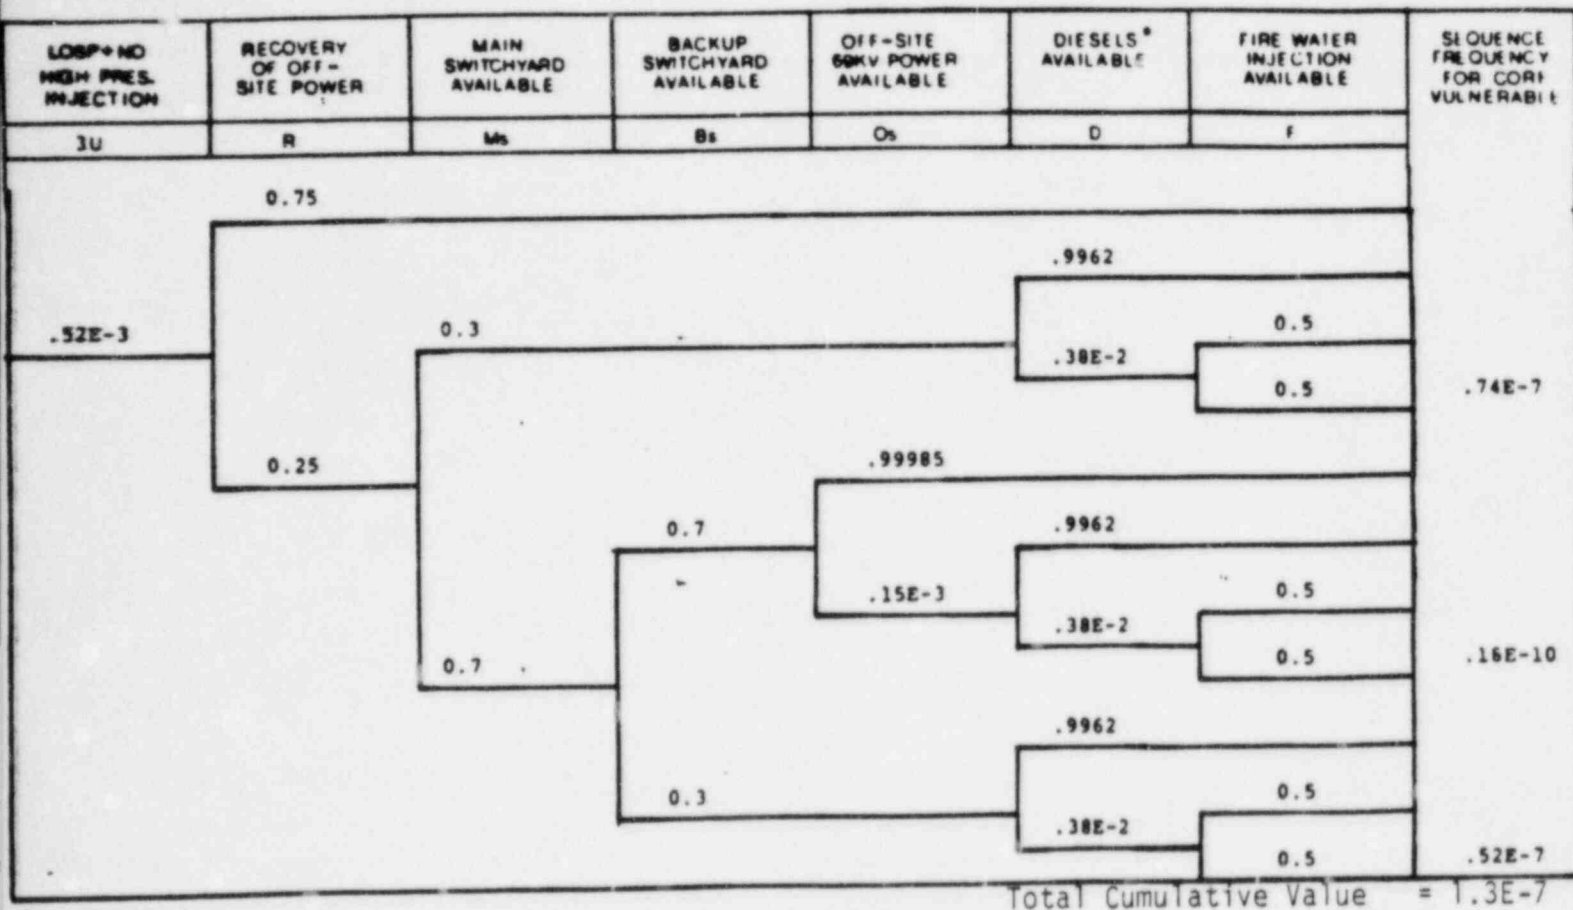 LOSP+NO
HIGH PRES.
INJECTION
RECOVERY
OF OFF-
SITE POWER
MAIN
SWITCHYARD
AVAILABLE
BACKUP
SWITCHYARD
AVAILABLE
OFF-SITE
69KV POWER
AVAILABLE
DIESELS*
AVAILABLE
FIRE WATER
INJECTION
AVAILABLE
SEQUENCE
FREQUENCY
FOR CORE
VULNERABLE
3U
R
Ms
Bs
Os
D
F
0.75
.9962
.52E-3
0.3
0.5
.38E-2
0.5
.74E-7
0.25
.99985
0.7
.9962
.15E-3
0.5
.38E-2
0.7
0.5
.16E-10
.9962
0.3
0.5
.38E-2
0.5
.52E-7
Total Cumulative Value = 1.3E-7